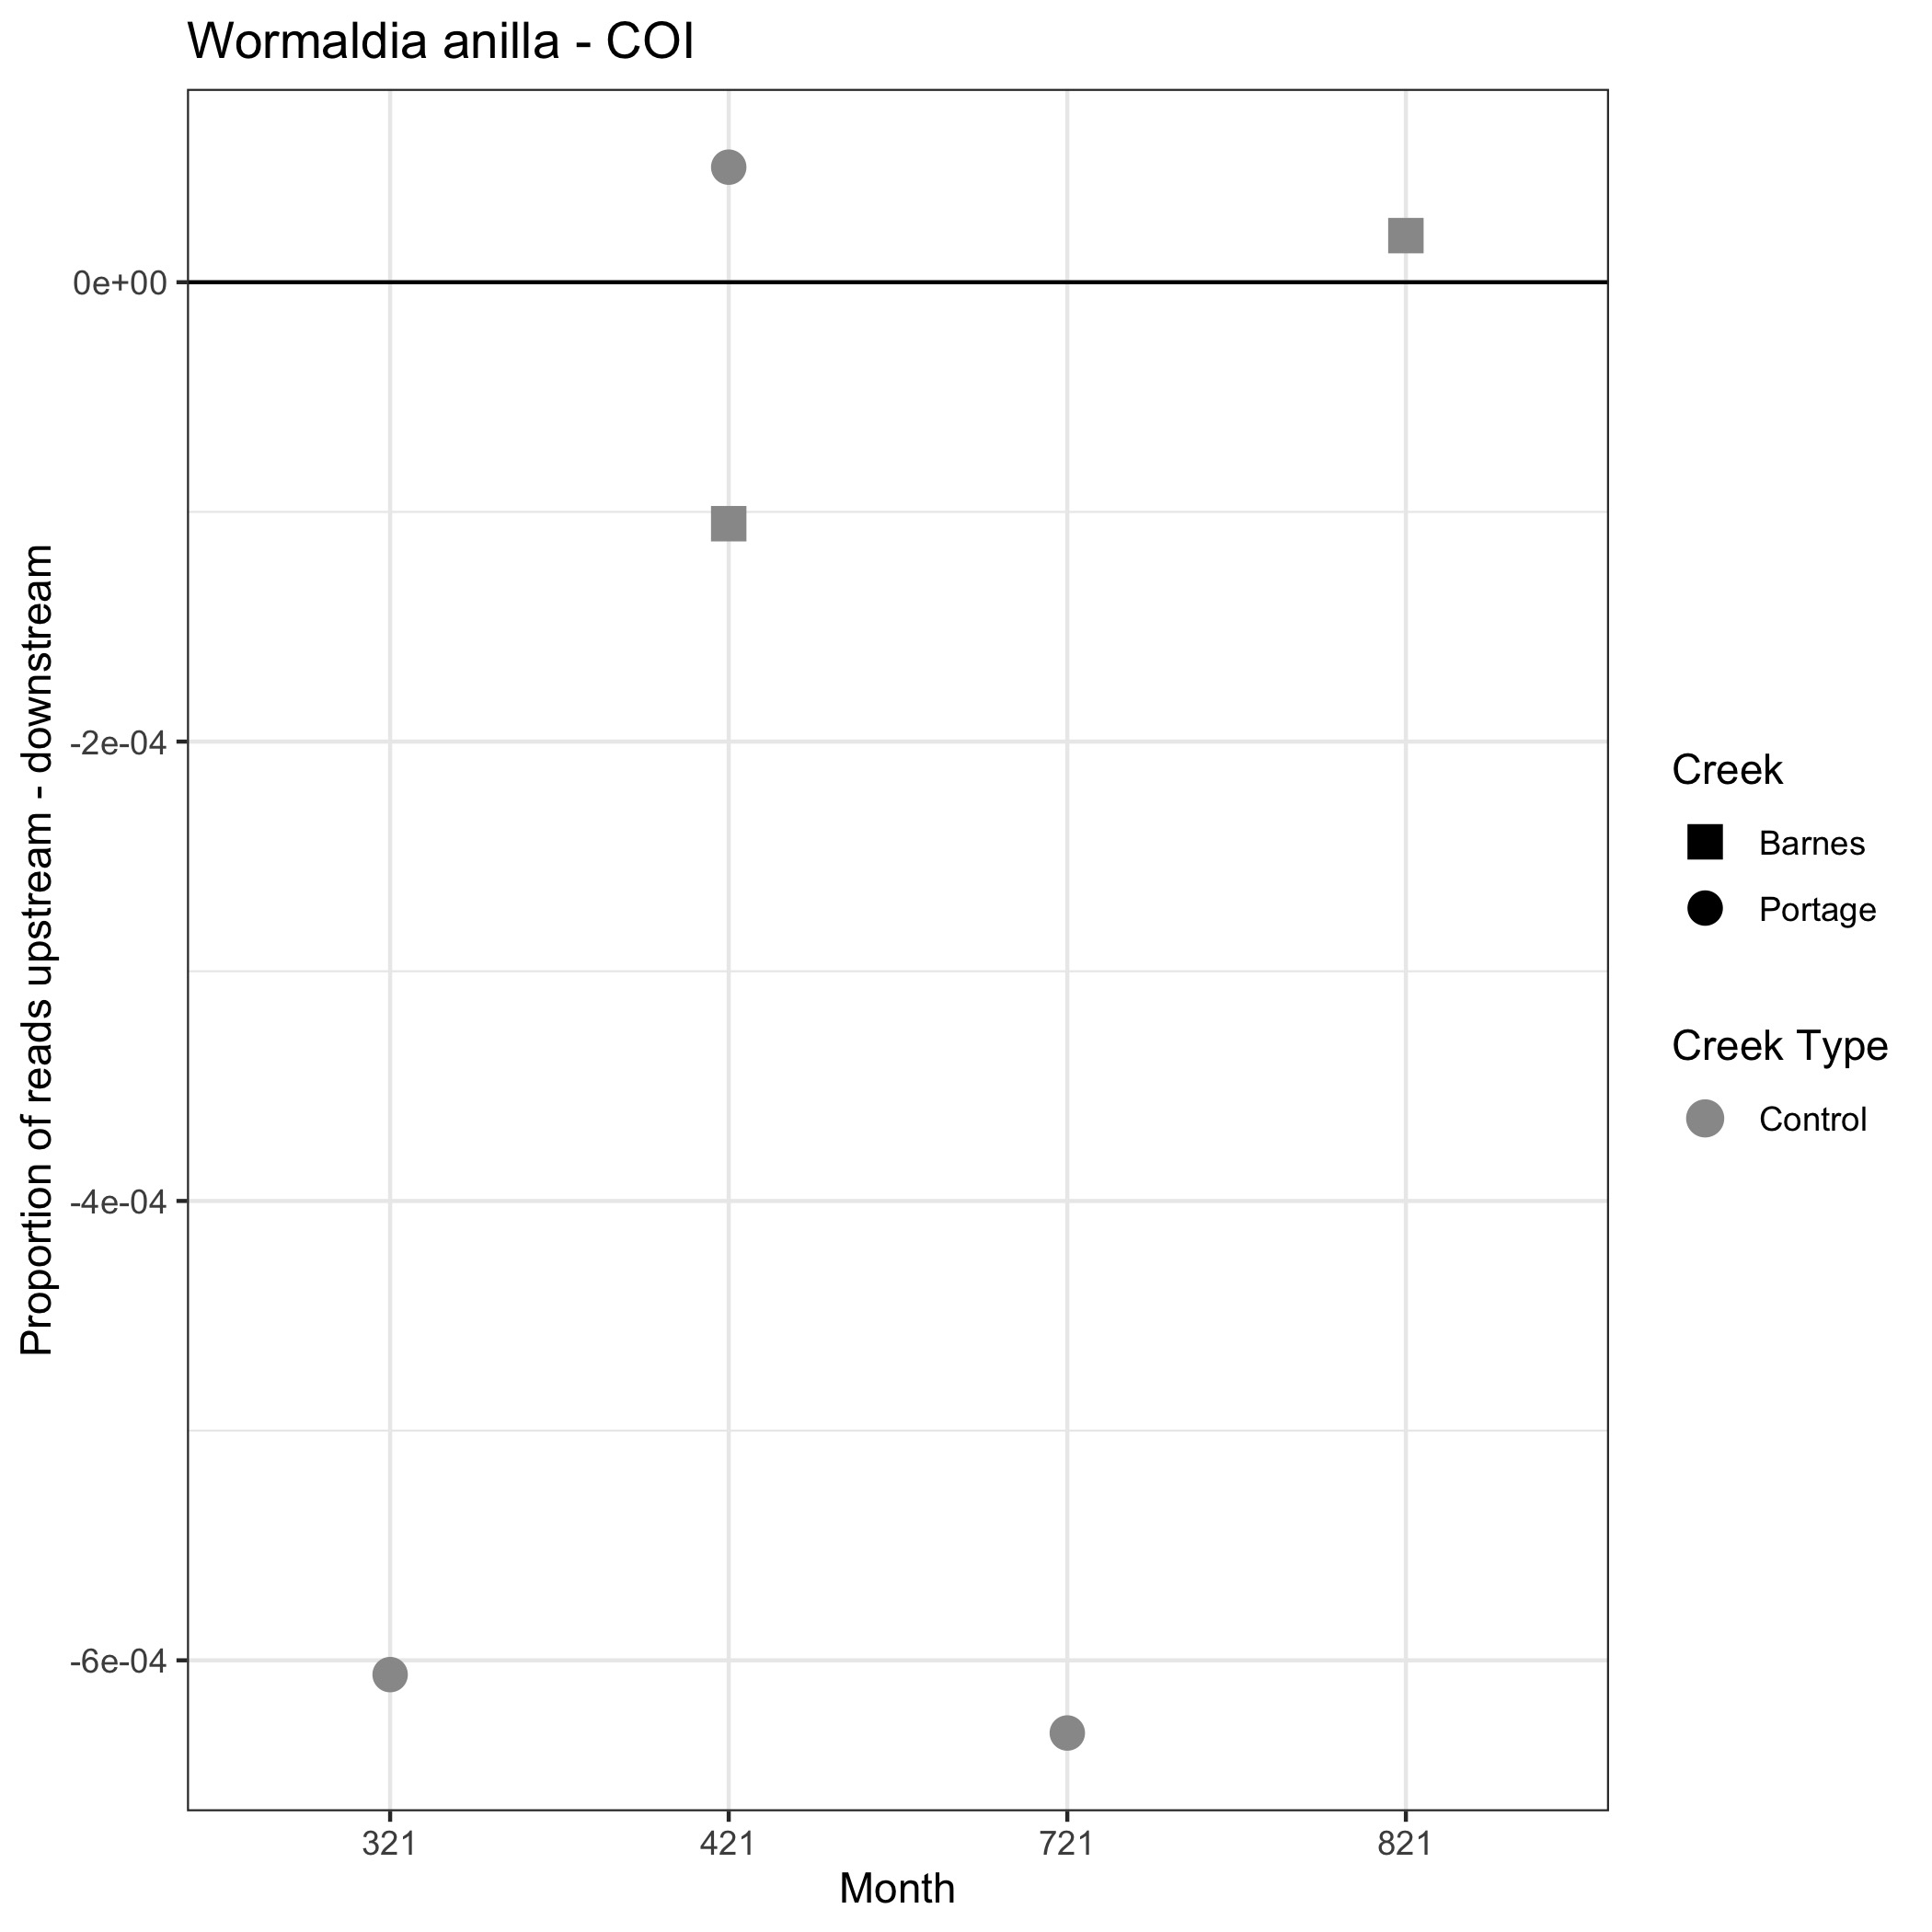 Wormaldia anilla - COI
Proportion of reads upstream - downstream
0e+00
-2e-04
-4e-04
-6e-04
321
421
721
821
Month
Creek
Barnes
Portage
Creek Type
Control